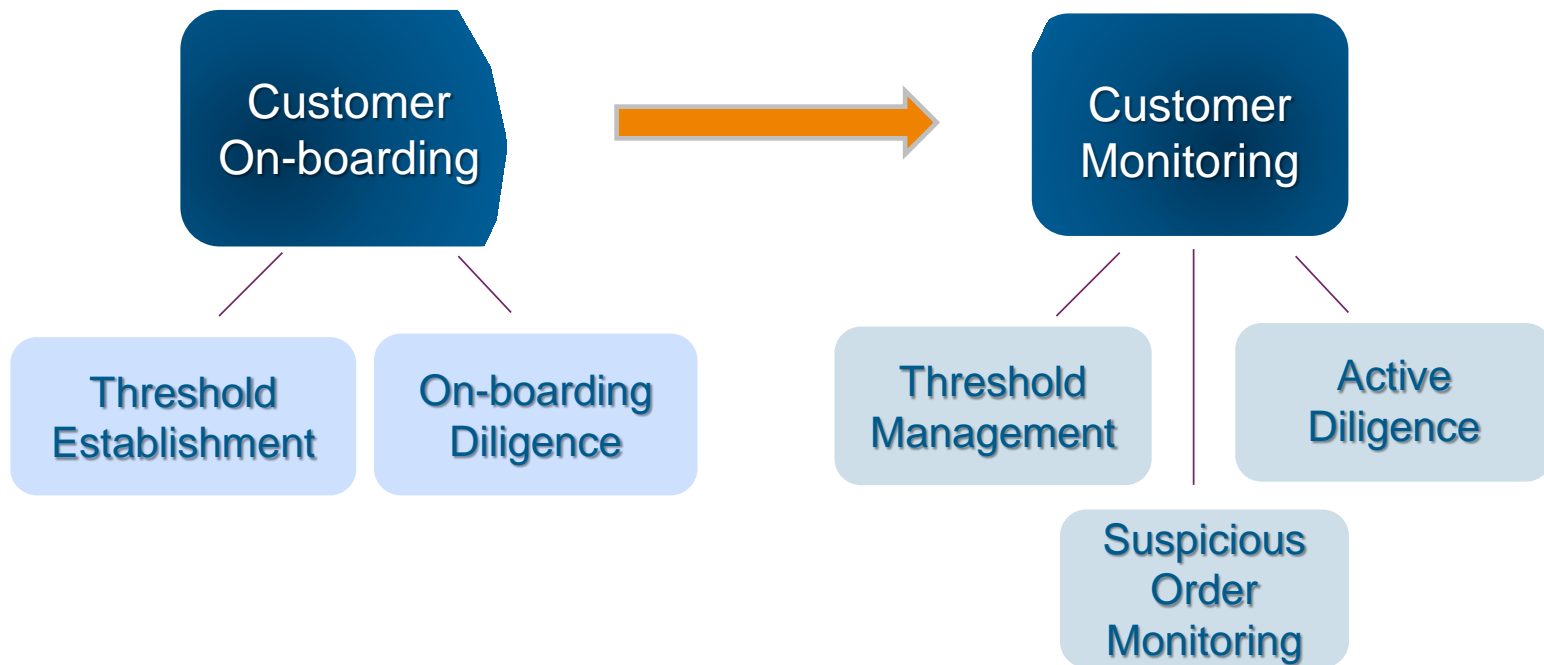 Customer
On-boarding
Customer
Monitoring
Threshold
Establishment
On-boarding
Diligence
Threshold
Management
Active
Diligence
Suspicious
Order
Monitoring